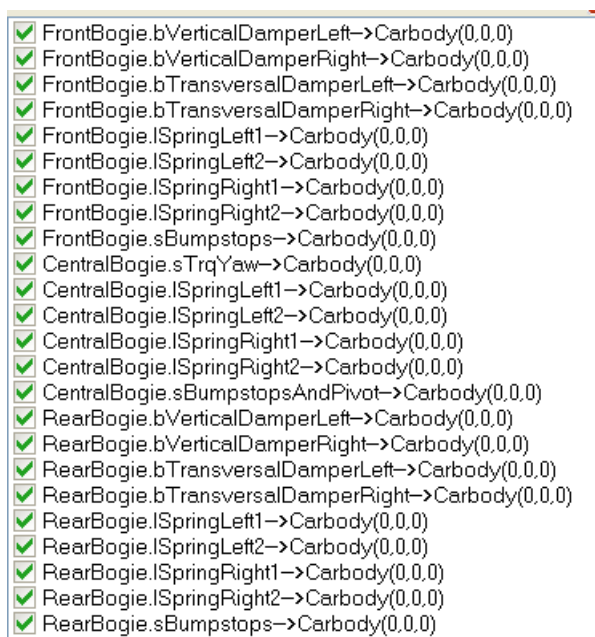 FrontBogie.bVerticalDamperLeft–>Carbody(0,0,0)
FrontBogie.bVerticalDamperRight–>Carbody(0,0,0)
FrontBogie.bTransversalDamperLeft–>Carbody(0,0,0)
FrontBogie.bTransversalDamperRight–>Carbody(0,0,0)
FrontBogie.lSpringLeft1–>Carbody(0,0,0)
FrontBogie.lSpringLeft2–>Carbody(0,0,0)
FrontBogie.lSpringRight1–>Carbody(0,0,0)
FrontBogie.lSpringRight2–>Carbody(0,0,0)
FrontBogie.sBumpstops–>Carbody(0,0,0)
CentralBogie.sTrqYaw–>Carbody(0,0,0)
CentralBogie.lSpringLeft1–>Carbody(0,0,0)
CentralBogie.lSpringLeft2–>Carbody(0,0,0)
CentralBogie.lSpringRight1–>Carbody(0,0,0)
CentralBogie.lSpringRight2–>Carbody(0,0,0)
CentralBogie.sBumpstopsAndPivot–>Carbody(0,0,0)
RearBogie.bVerticalDamperLeft–>Carbody(0,0,0)
RearBogie.bVerticalDamperRight–>Carbody(0,0,0)
RearBogie.bTransversalDamperLeft–>Carbody(0,0,0)
RearBogie.bTransversalDamperRight–>Carbody(0,0,0)
RearBogie.lSpringLeft1–>Carbody(0,0,0)
RearBogie.lSpringLeft2–>Carbody(0,0,0)
RearBogie.lSpringRight1–>Carbody(0,0,0)
RearBogie.lSpringRight2–>Carbody(0,0,0)
RearBogie.sBumpstops–>Carbody(0,0,0)